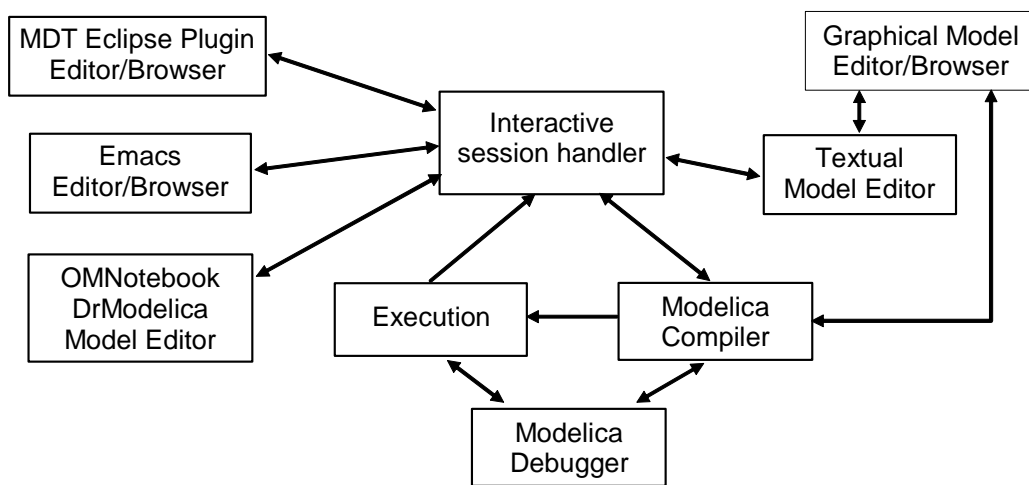 MDT Eclipse Plugin
Editor/Browser
Graphical Model
Editor/Browser
Interactive
session handler
Emacs
Editor/Browser
Textual
Model Editor
OMNotebook
DrModelica
Model Editor
Execution
Modelica
Compiler
Modelica
Debugger